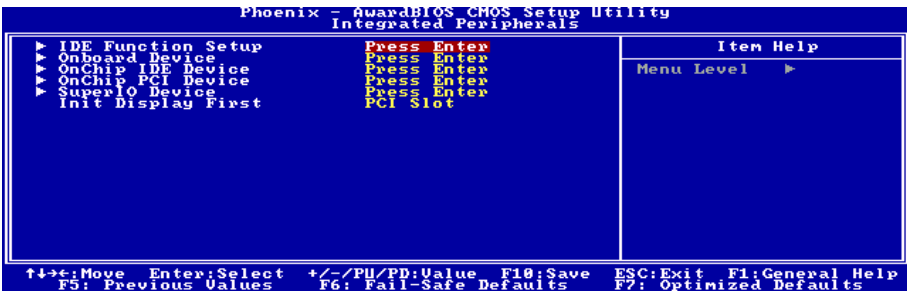 Phoenix - AwardBIOS CMOS Setup Utility
Integrated Peripherals
► IDE Function Setup Press Enter
► Onboard Device Press Enter
► OnChip IDE Device Press Enter
► OnChip PCI Device Press Enter
► SuperIO Device Press Enter
Init Display First PCI Slot
Item Help
Menu Level ►
↑↓→←:Move Enter:Select +/-/PU/PD:Value F10:Save ESC:Exit F1:General Help
F5: Previous Values F6: Fail-Safe Defaults F7: Optimized Defaults